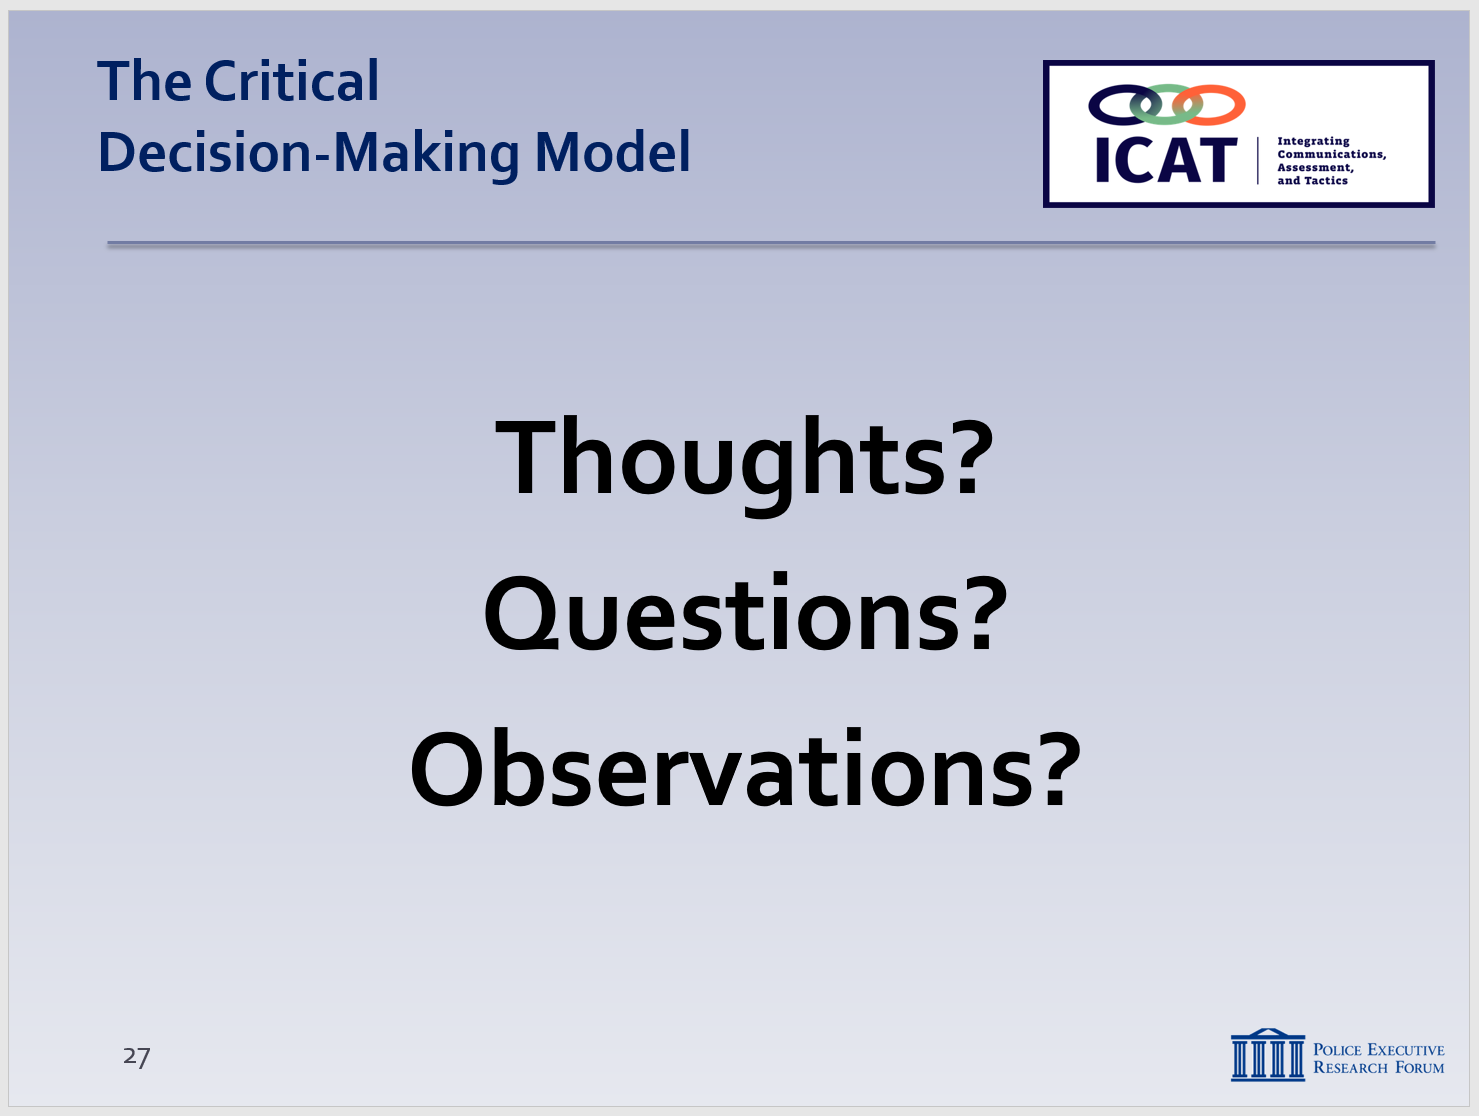 The Critical
Decision-Making Model
ICAT
Integrating
Communications,
Assessment,
and Tactics
Thoughts?
Questions?
Observations?
27
POLICE EXECUTIVE
RESEARCH FORUM